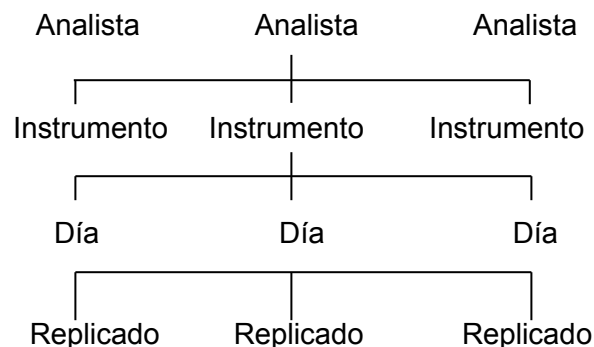 Analista Analista Analista
Instrumento Instrumento Instrumento
Día Día Día
Replicado Replicado Replicado